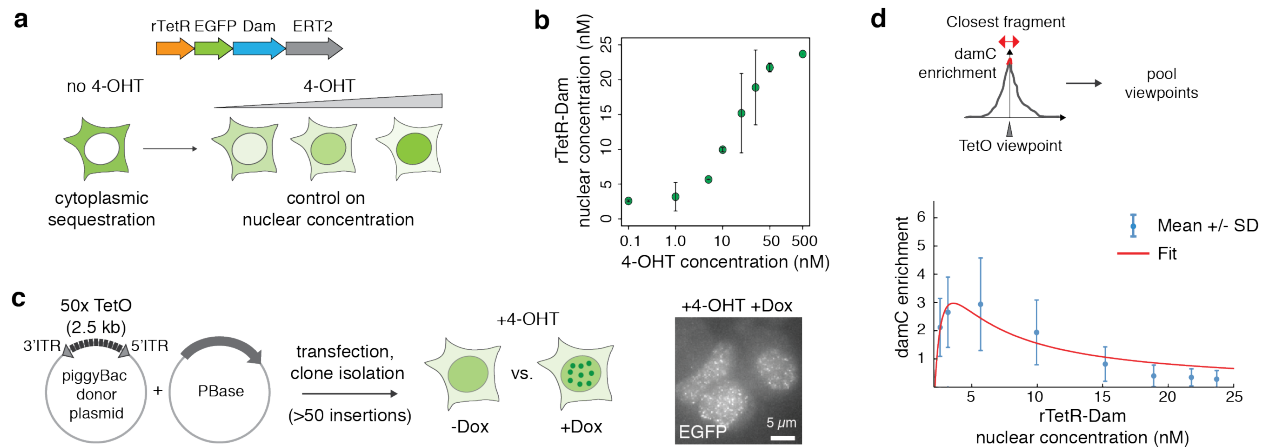 a
rTetR EGFP Dam ERT2
no 4-OHT
4-OHT
cytoplasmic
sequestration
control on
nuclear concentration
b
rTetR-Dam
nuclear concentration (nM)
25
20
15
10
5
0
0.1 1.0 10 50 500
4-OHT concentration (nM)
c
50x TetO
(2.5 kb)
3'ITR 5'ITR
piggyBac
donor
plasmid
+
PBase
transfection,
clone isolation
(>50 insertions)
+4-OHT
vs.
-Dox +Dox
+4-OHT +Dox
EGFP
5 µm
d
Closest fragment
damC
enrichment
TetO viewpoint
pool
viewpoints
damC enrichment
6
5
4
3
2
1
Mean +/- SD
Fit
5 10 15 20 25
rTetR-Dam
nuclear concentration (nM)